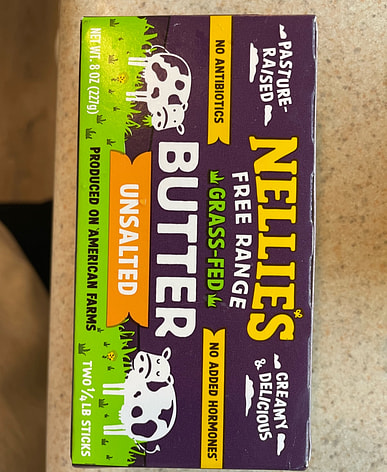 PASTURE-
RAISED
NELLIE'S
FREE RANGE
GRASS-FED
CREAMY
& DELICIOUS
NO ANTIBIOTICS
NO ADDED HORMONES*
BUTTER
UNSALTED
NET WT. 8 OZ (227g)
PRODUCED ON AMERICAN FARMS
TWO 1/4 LB STICKS